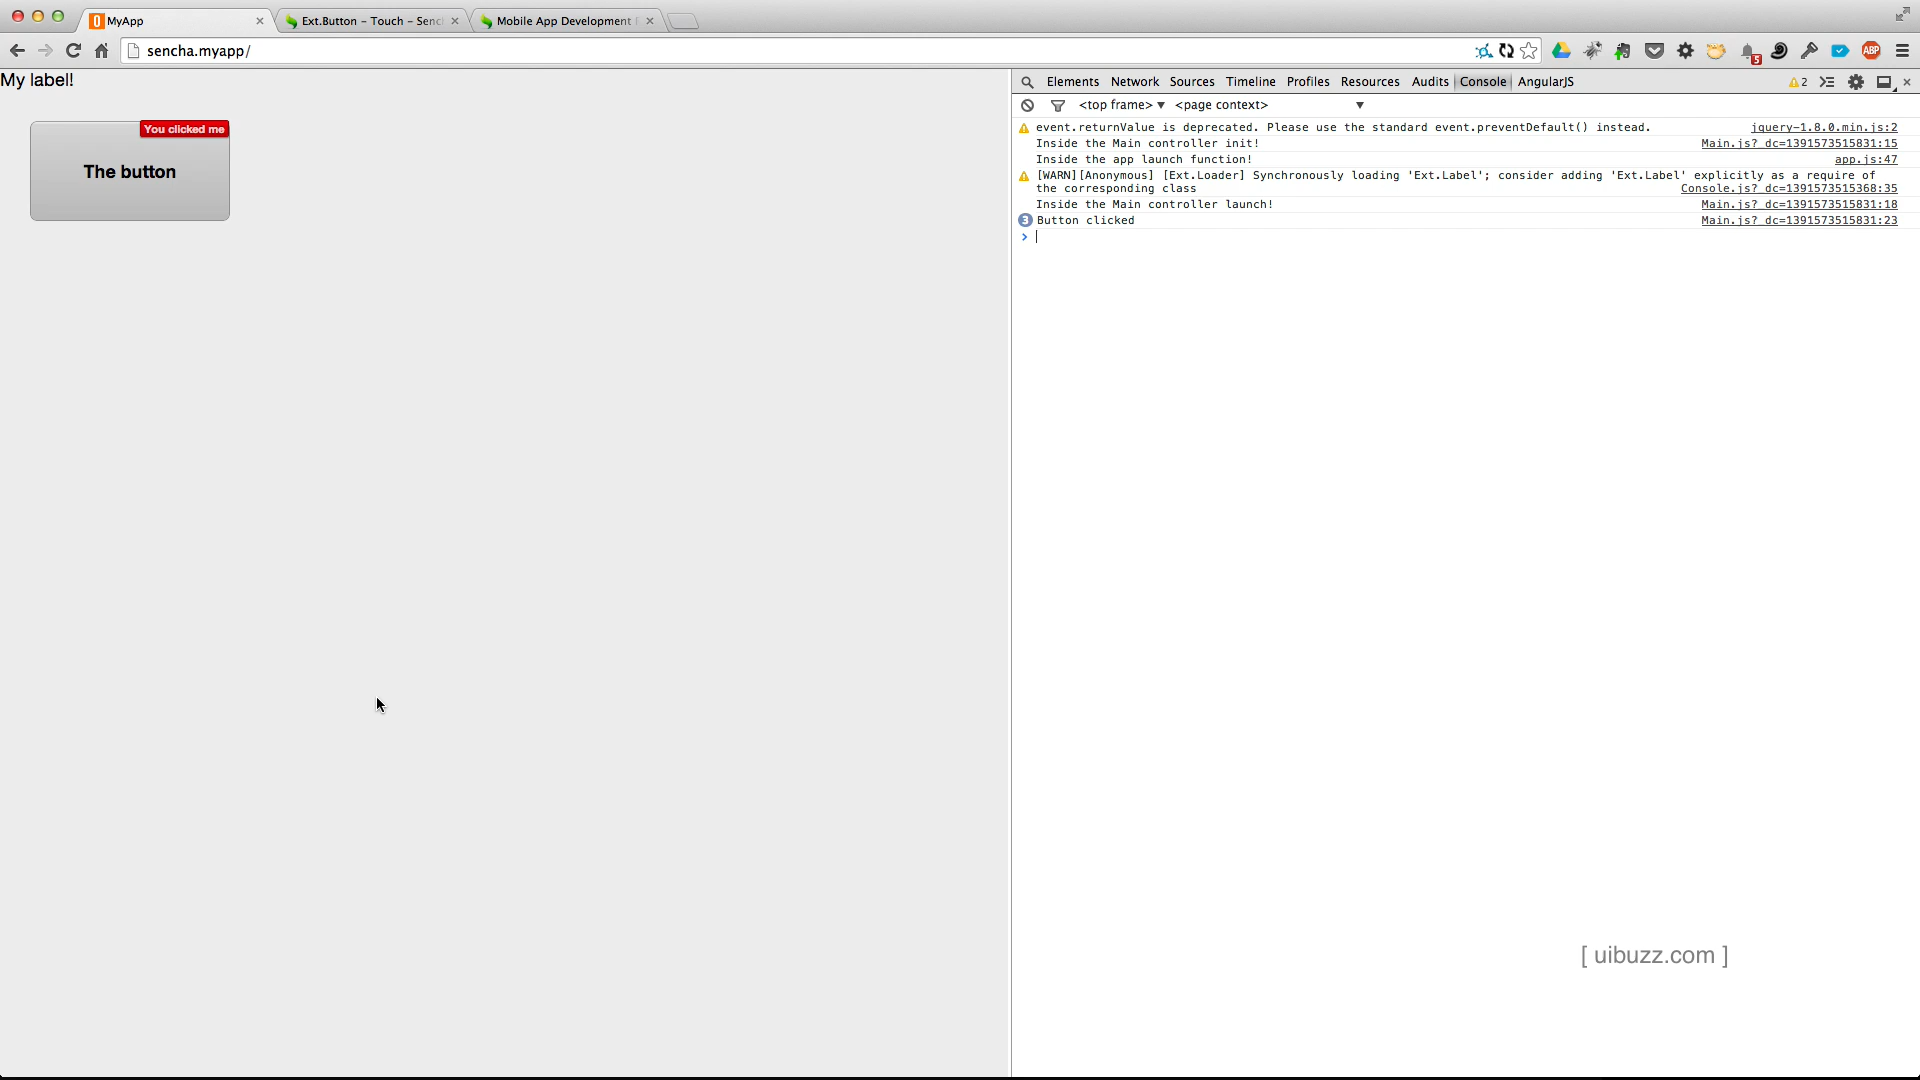 MyApp
Ext.Button – Touch – Senc
Mobile App Development
sencha.myapp/
5
ABP
My label!
You clicked me
The button
Elements Network Sources Timeline Profiles Resources Audits Console AngularJS
2
<top frame> ▼ <page context> ▼
event.returnValue is deprecated. Please use the standard event.preventDefault() instead. jquery-1.8.0.min.js:2
Inside the Main controller init! Main.js?_dc=1391573515831:15
Inside the app launch function! app.js:47
[WARN][Anonymous] [Ext.Loader] Synchronously loading 'Ext.Label'; consider adding 'Ext.Label' explicitly as a require of
the corresponding class Console.js?_dc=1391573515368:35
Inside the Main controller launch! Main.js?_dc=1391573515831:18
3 Button clicked Main.js?_dc=1391573515831:23
>
[ uibuzz.com ]